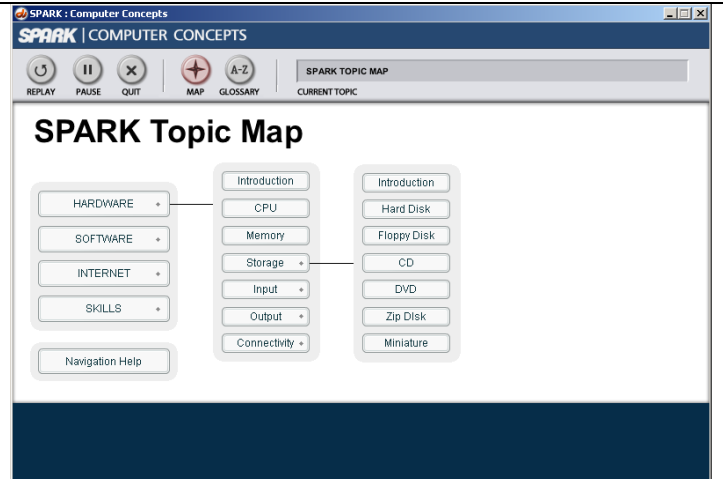 SPARK : Computer Concepts
SPARK | COMPUTER CONCEPTS
REPLAY PAUSE QUIT MAP A-Z GLOSSARY
SPARK TOPIC MAP
CURRENT TOPIC
SPARK Topic Map
HARDWARE
SOFTWARE
INTERNET
SKILLS
Navigation Help
Introduction
CPU
Memory
Storage
Input
Output
Connectivity
Introduction
Hard Disk
Floppy Disk
CD
DVD
Zip DIsk
Miniature